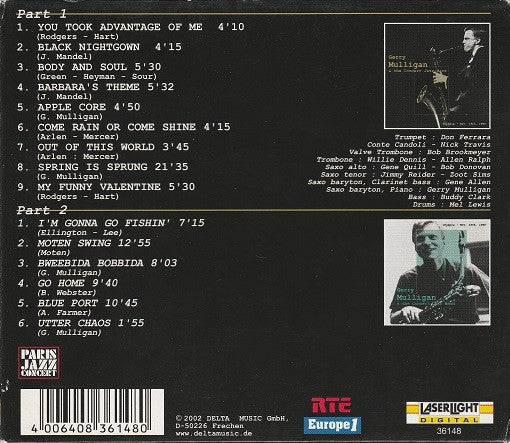 Part 1
1. YOU TOOK ADVANTAGE OF ME 4'10
(Rodgers - Hart)
2. BLACK NIGHTGOWN 4'15
(J. Mandel)
3. BODY AND SOUL 5'30
(Green - Heyman - Sour)
4. BARBARA'S THEME 5'32
(J. Mandel)
5. APPLE CORE 4'50
(G. Mulligan)
6. COME RAIN OR COME SHINE 4'15
(Arlen - Mercer)
7. OUT OF THIS WORLD 3'45
(Arlen - Mercer)
8. SPRING IS SPRUNG 21'35
(G. Mulligan)
9. MY FUNNY VALENTINE 5'30
(Rodgers - Hart)
Gerry
Mulligan
& the Concert Jazz Band
Trumpet : Don Ferrara
Conte Candoli - Nick Travis
Valve Trombone : Bob Brookmeyer
Trombone : Willie Dennis - Allen Ralph
Saxo alto : Gene Quill - Bob Donovan
Saxo tenor : Jimmy Reider - Zoot Sims
Saxo baryton, Clarinet bass : Gene Allen
Saxo baryton, Piano : Gerry Mulligan
Bass : Buddy Clark
Drums : Mel Lewis
Part 2
1. I'M GONNA GO FISHIN' 7'15
(Ellington - Lee)
2. MOTEN SWING 12'55
(Moten)
3. BWEEBIDA BOBBIDA 8'03
(G. Mulligan)
4. GO HOME 9'40
(B. Webster)
5. BLUE PORT 10'45
(A. Farmer)
6. UTTER CHAOS 1'55
(G. Mulligan)
Gerry
Mulligan
PARIS
JAZZ
CONCERT
4 006408 361480
©2002 DELTA MUSIC GmbH,
D-50226 Frechen
www.deltamusic.de
RTE
Europe 1
LASERLIGHT
DIGITAL
36148